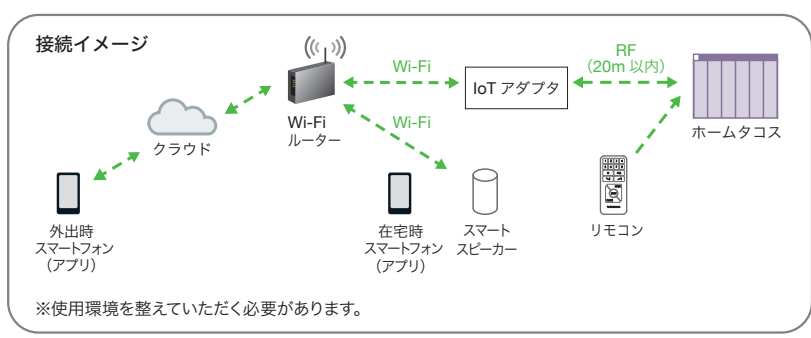 接続イメージ
RF
(20m 以内)
Wi-Fi
IoT アダプタ
ホームタコス
Wi-Fi
ルーター
Wi-Fi
クラウド
外出時
スマートフォン
(アプリ)
在宅時
スマートフォン
(アプリ)
スマート
スピーカー
リモコン
※使用環境を整えていただく必要があります。